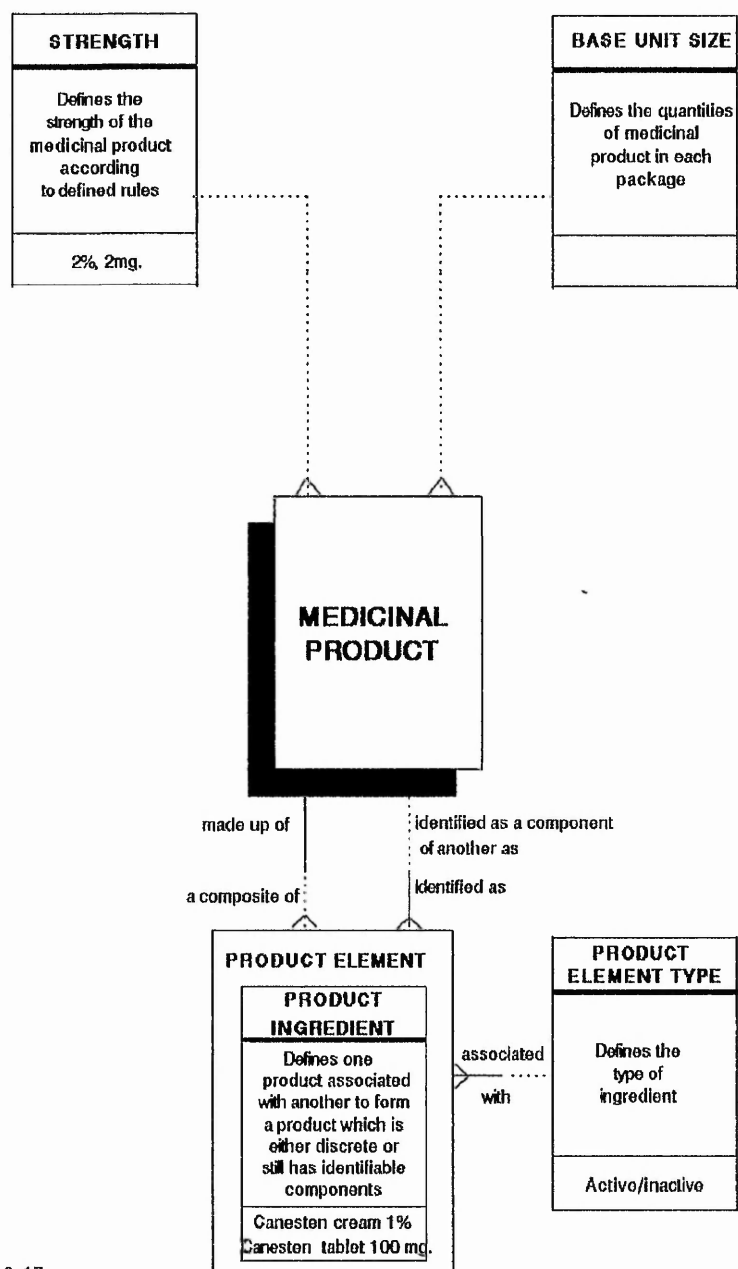 STRENGTH
Defines the
strength of the
medicinal product
according
to defined rules
2%, 2mg.
BASE UNIT SIZE
Defines the quantities
of medicinal
product in each
package
MEDICINAL
PRODUCT
made up of
identified as a component
of another as
a composite of
identified as
PRODUCT ELEMENT
PRODUCT
INGREDIENT
Defines one
product associated
with another to form
a product which is
either discrete or
still has identifiable
components
Canesten cream 1%
Canesten tablet 100 mg.
associated
with
PRODUCT
ELEMENT TYPE
Defines the
type of
ingredient
Active/inactive